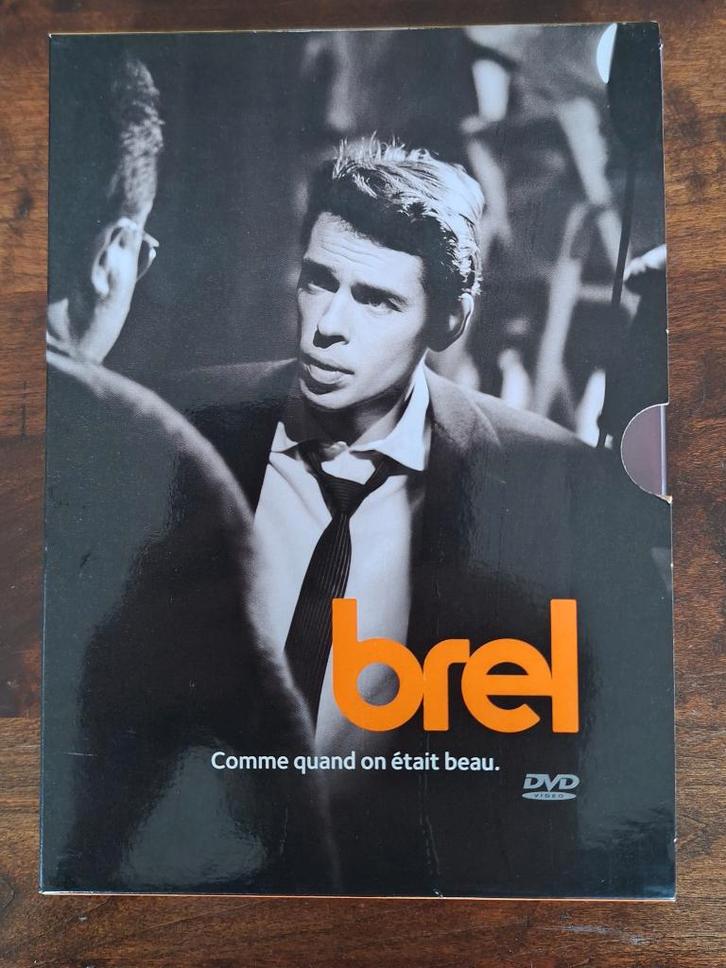 brel
Comme quand on était beau.
DVD
VIDEO